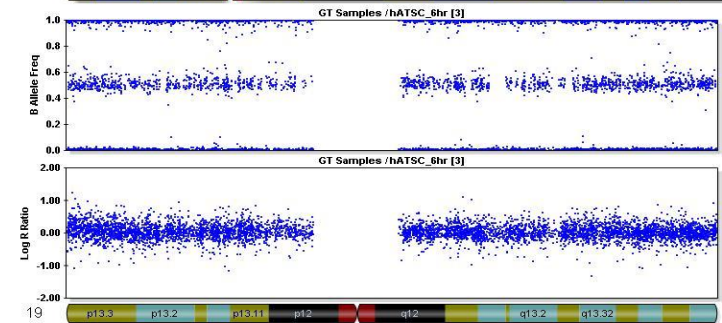 GT Samples /hATSC_6hr [3]
B Allele Freq
1.0
0.8
0.6
0.4
0.2
0.0
GT Samples /hATSC_6hr [3]
Log R Ratio
2.00
1.00
0.00
-1.00
-2.00
19 p13.3 p13.2 p13.11 p12 q12 q13.2 q13.32